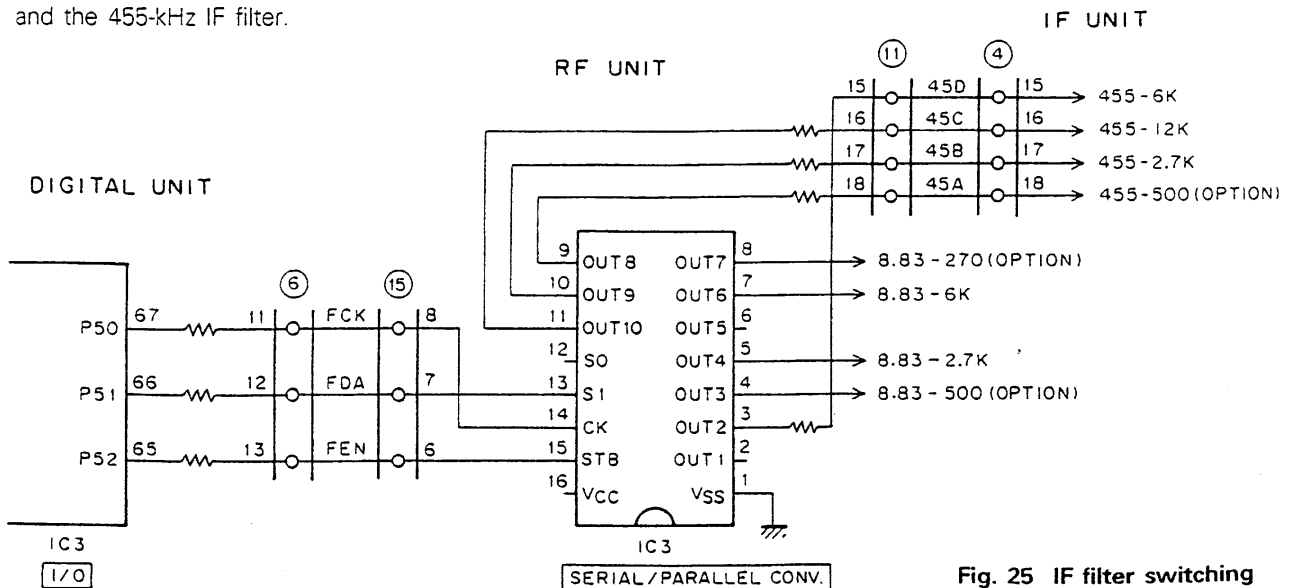 and the 455-kHz IF filter.
IF UNIT
RF UNIT
11 4
15 45D 15 455-6K
16 45C 16 455-12K
17 45B 17 455-2.7K
18 45A 18 455-500 (OPTION)
DIGITAL UNIT
9 OUT8 OUT7 8 8.83-270 (OPTION)
10 OUT9 OUT6 7 8.83-6K
11 OUT10 OUT5 6
12 SO OUT4 5 8.83-2.7K
13 S1 OUT3 4 8.83-500 (OPTION)
14 CK OUT2 3
15 STB OUT1 2
16 VCC VSS 1
6 15
P50 67 11 FCK 8
P51 66 12 FDA 7
P52 65 13 FEN 6
IC3
I/O
IC3
SERIAL/PARALLEL CONV.
Fig. 25 IF filter switching